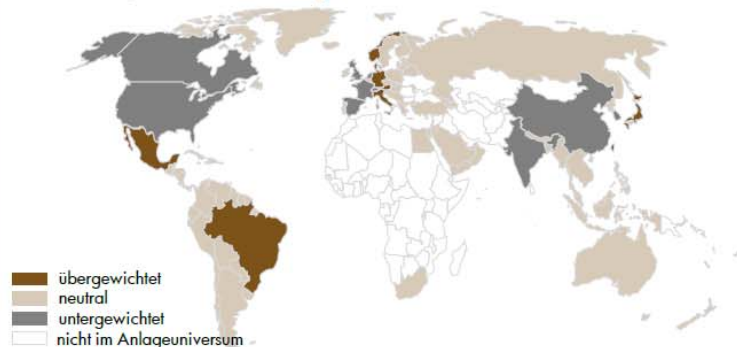 übergewichtet
neutral
untergewichtet
nicht im Anlageuniversum